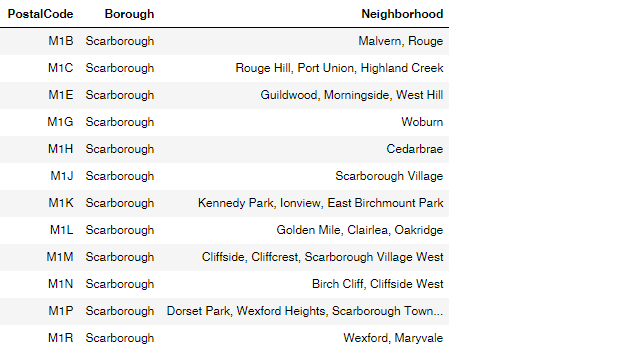 PostalCode Borough Neighborhood
M1B Scarborough Malvern, Rouge
M1C Scarborough Rouge Hill, Port Union, Highland Creek
M1E Scarborough Guildwood, Morningside, West Hill
M1G Scarborough Woburn
M1H Scarborough Cedarbrae
M1J Scarborough Scarborough Village
M1K Scarborough Kennedy Park, Ionview, East Birchmount Park
M1L Scarborough Golden Mile, Clairlea, Oakridge
M1M Scarborough Cliffside, Cliffcrest, Scarborough Village West
M1N Scarborough Birch Cliff, Cliffside West
M1P Scarborough Dorset Park, Wexford Heights, Scarborough Town...
M1R Scarborough Wexford, Maryvale